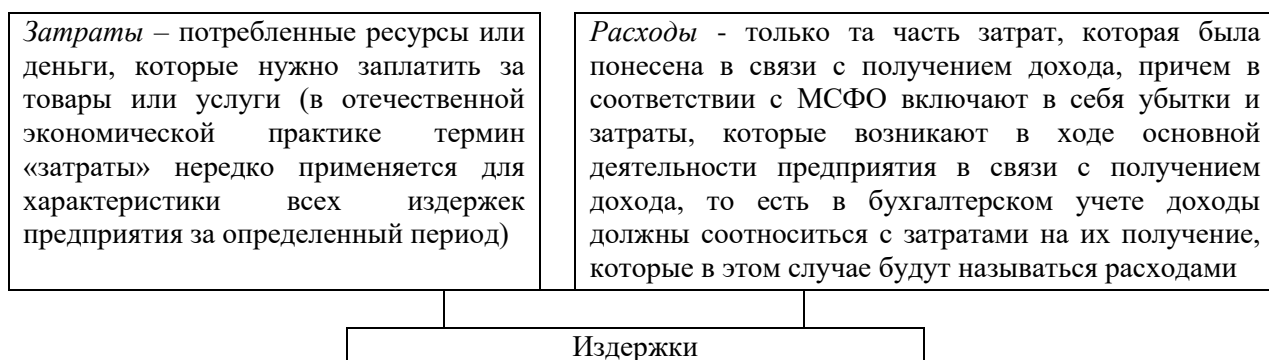 Затраты – потребленные ресурсы или
деньги, которые нужно заплатить за
товары или услуги (в отечественной
экономической практике термин
«затраты» нередко применяется для
характеристики всех издержек
предприятия за определенный период)
Расходы - только та часть затрат, которая была
понесена в связи с получением дохода, причем в
соответствии с МСФО включают в себя убытки и
затраты, которые возникают в ходе основной
деятельности предприятия в связи с получением
дохода, то есть в бухгалтерском учете доходы
должны соотноситься с затратами на их получение,
которые в этом случае будут называться расходами
Издержки